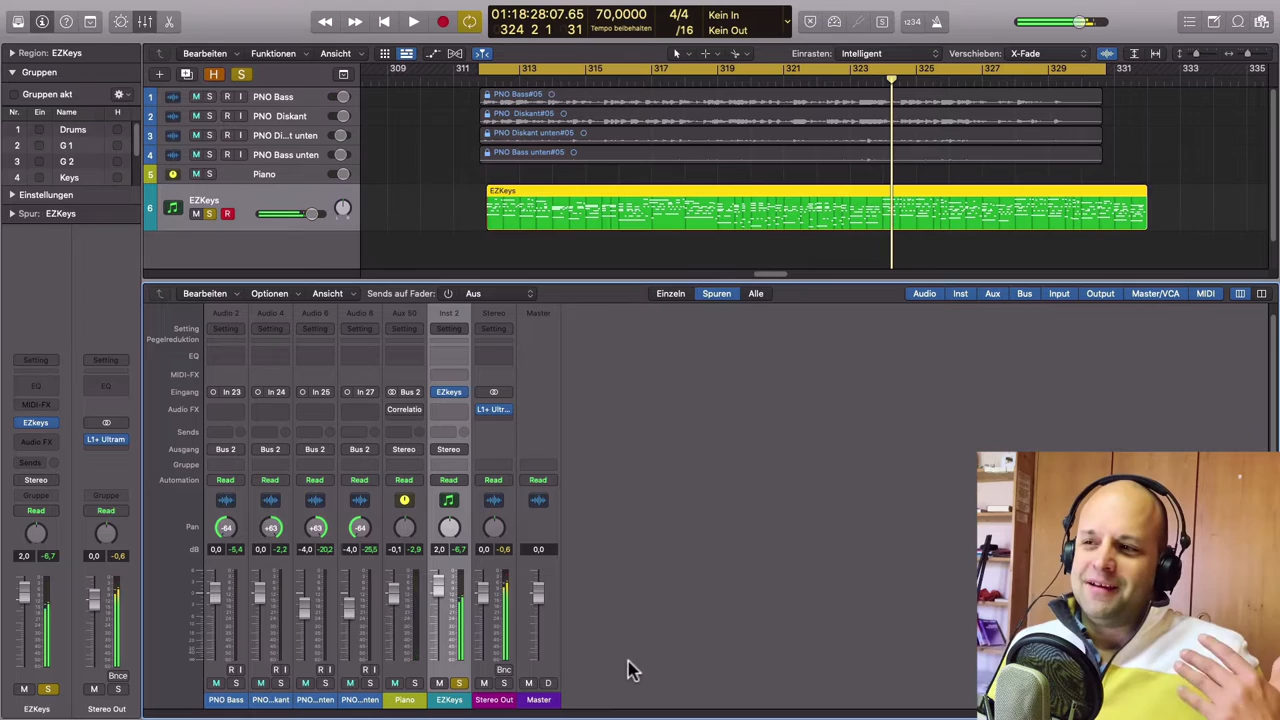 01:18:28:07.65
324 2 1 31
70,0000
Tempo beibehalten
4/4
/16
Kein In
Kein Out
1234
Region: EZKeys
Bearbeiten
Funktionen
Ansicht
Einrasten: Intelligent
Verschieben: X-Fade
Gruppen
Gruppen akt
H
S
309 311 313 315 317 319 321 323 325 327 329 331 333 335
Nr. Ein Name H
1 Drums
2 G 1
3 G 2
4 Keys
Einstellungen
Spur: EZKeys
1 M S R I PNO Bass
2 M S R I PNO Diskant
3 M S R I PNO Di...t unten
4 M S R I PNO Bass unten
5 M S Piano
6 EZKeys
M S R
PNO Bass#05
PNO Diskant#05
PNO Diskant unten#05
PNO Bass unten#05
EZKeys
Bearbeiten Optionen Ansicht Sends auf Fader: Aus
Einzeln Spuren Alle
Audio Inst Aux Bus Input Output Master/VCA MIDI
Audio 2 Audio 4 Audio 6 Audio 8 Aux 50 Inst 2 Stereo Master
Setting Setting Setting Setting Setting Setting Setting Setting
Pegelreduktion
EQ
MIDI-FX
Eingang In 23 In 24 In 25 In 27 Bus 2 EZkeys
Audio FX Correlatio L1+ Ultr...
Sends
Ausgang Bus 2 Bus 2 Bus 2 Bus 2 Stereo Stereo
Gruppe
Automation Read Read Read Read Read Read Read Read
Pan -64 +63 +63 -64
dB 0,0 -5,4 0,0 -2,2 -4,0 -20,2 -4,0 -25,5 -0,1 -2,9 2,0 -6,7 0,0 -0,6 0,0
R I R I R I R I Bnc
M S M S M S M S M S M S M S M D
PNO Bass PNO...kant PNO...nten PNO...nten Piano EZKeys Stereo Out Master
Setting Setting
EQ EQ
MIDI-FX
EZkeys
Audio FX L1+ Ultram
Sends
Stereo
Gruppe Gruppe
Read Read
2,0 -6,7 0,0 -0,6
Bnce
M S M S
EZKeys Stereo Out